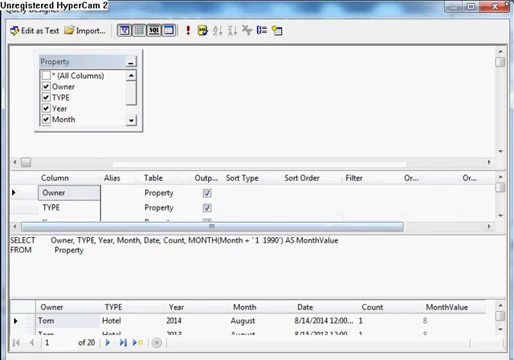 Unregistered HyperCam 2
Query Designer
Edit as Text Import...
Property
* (All Columns)
Owner
TYPE
Year
Month
Column Alias Table Outp... Sort Type Sort Order Filter Or... Or...
Owner Property
TYPE Property
SELECT Owner, TYPE, Year, Month, Date, Count, MONTH(Month + ' 1 1990') AS MonthValue
FROM Property
Owner TYPE Year Month Date Count MonthValue
Tom Hotel 2014 August 8/14/2014 12:00... 1 8
Tom Hotel 2013 August 8/15/2013 12:00... 1 8
1 of 20